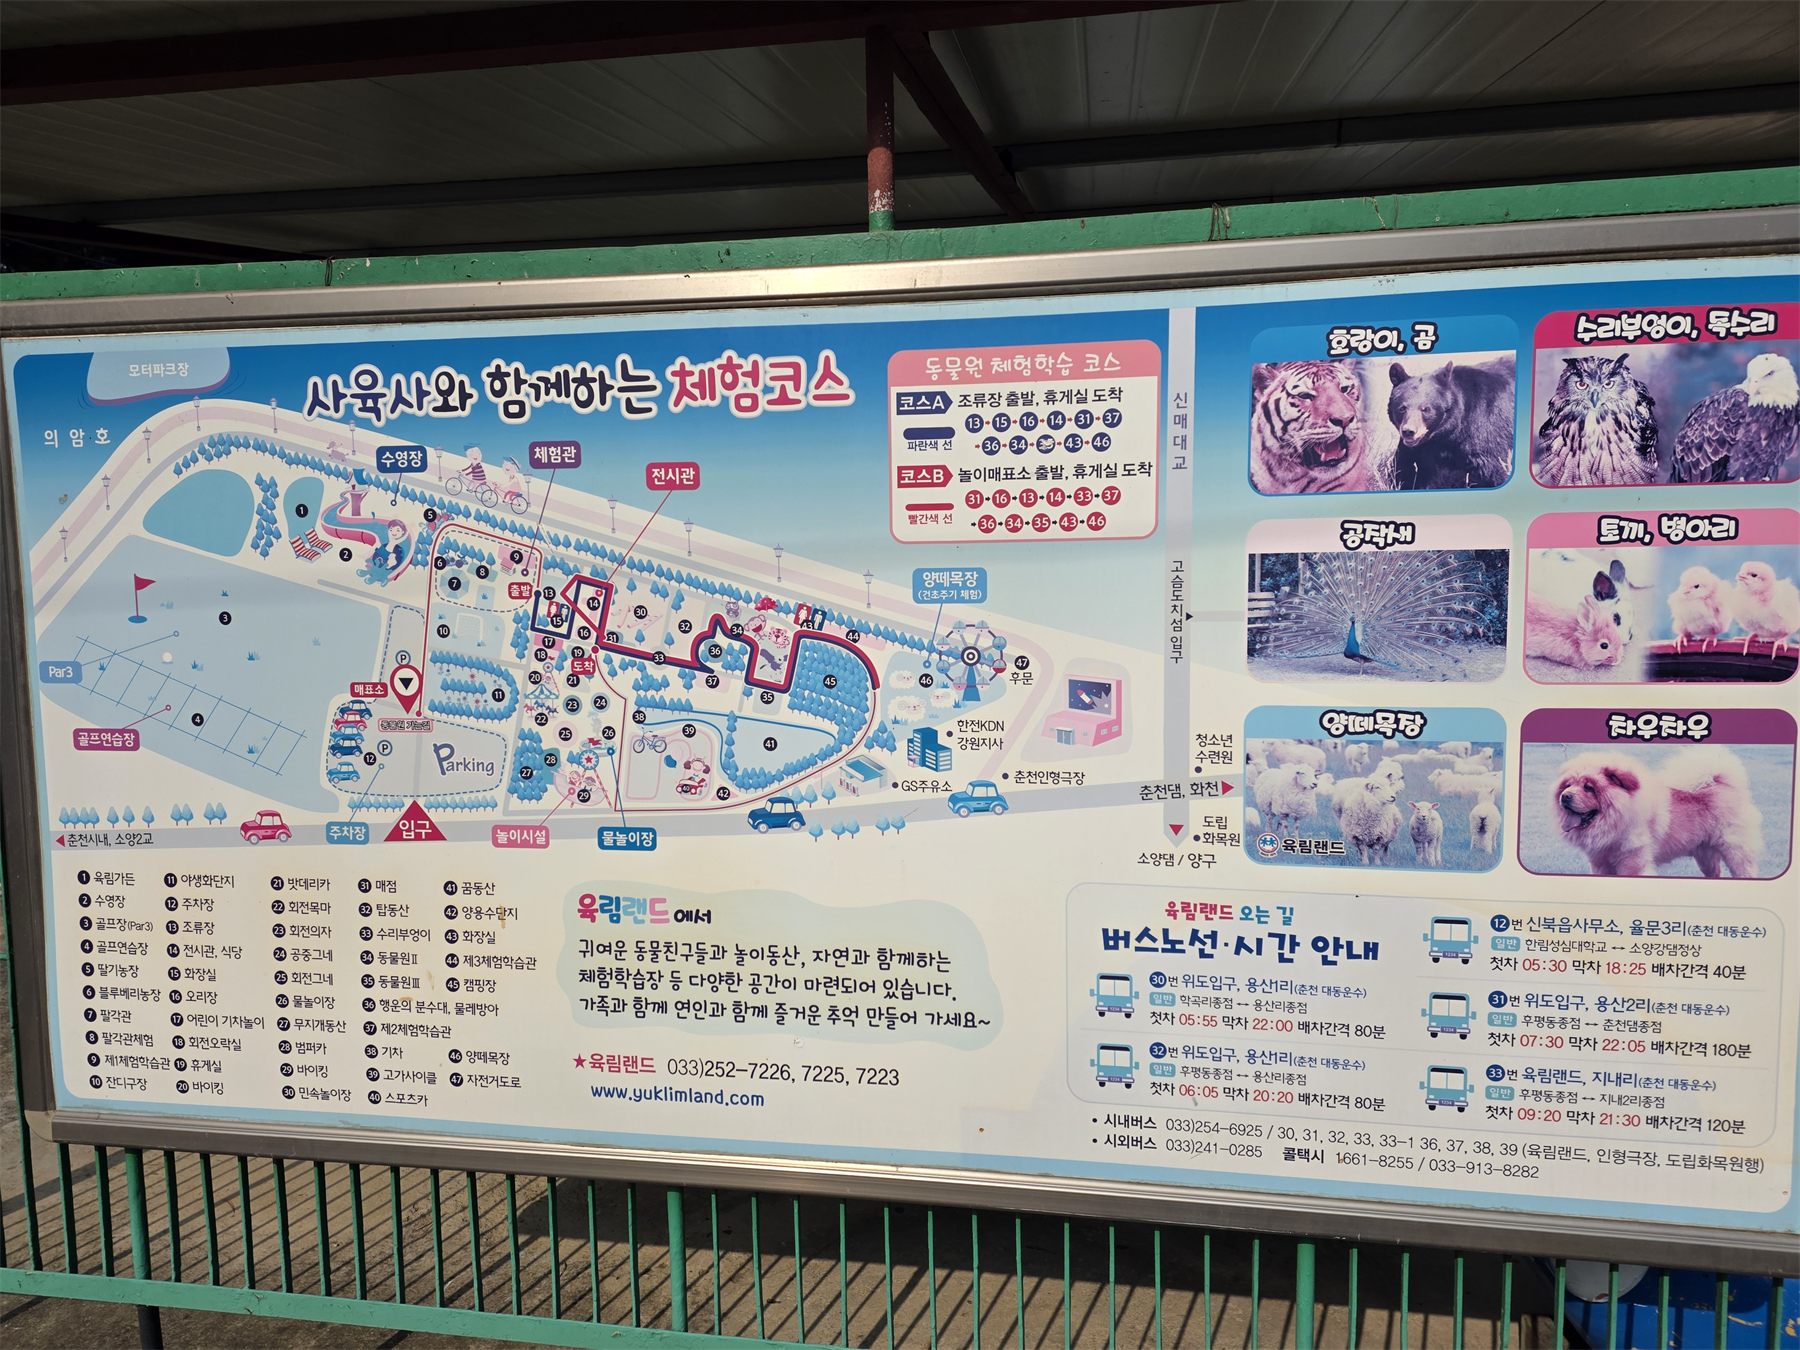 모터파크장
의 암 호
사육사와 함께하는 체험코스
수영장
체험관
전시관
양떼목장
(건초주기 체험)
출발
도착
Par3
골프연습장
매표소
동물원 가는길
Parking
주차장
입구
놀이시설
물놀이장
후문
한전KDN
강원지사
GS주유소
춘천인형극장
춘천시내, 소양2교
동물원 체험학습 코스
코스A 조류장 출발, 휴게실 도착
파란색 선
13 15 16 14 31 37
36 34 43 46
코스B 놀이매표소 출발, 휴게실 도착
빨간색 선
31 16 13 14 33 37
36 34 35 43 46
신매대교
고슴도치섬 입구
청소년
수련원
춘천댐, 화천
도립
화목원
소양댐 / 양구
호랑이, 곰
수리부엉이, 독수리
공작새
토끼, 병아리
양떼목장
육림랜드
차우차우
1 육림가든
2 수영장
3 골프장(Par3)
4 골프연습장
5 딸기농장
6 블루베리농장
7 팔각관
8 팔각관체험
9 제1체험학습관
10 잔디구장
11 야생화단지
12 주차장
13 조류장
14 전시관, 식당
15 화장실
16 오리장
17 어린이 기차놀이
18 회전오락실
19 휴게실
20 바이킹
21 밧데리카
22 회전목마
23 회전의자
24 공중그네
25 회전그네
26 물놀이장
27 무지개동산
28 범퍼카
29 바이킹
30 민속놀이장
31 매점
32 탑동산
33 수리부엉이
34 동물원Ⅱ
35 동물원Ⅲ
36 행운의 분수대, 물레방아
37 제2체험학습관
38 기차
39 고가사이클
40 스포츠카
41 꿈동산
42 양용수단지
43 화장실
44 제3체험학습관
45 캠핑장
46 양떼목장
47 자전거도로
육림랜드에서
귀여운 동물친구들과 놀이동산, 자연과 함께하는
체험학습장 등 다양한 공간이 마련되어 있습니다.
가족과 함께 연인과 함께 즐거운 추억 만들어 가세요~
★육림랜드 033)252-7226, 7225, 7223
www.yuklimland.com
육림랜드 오는 길
버스노선·시간 안내
30번 위도입구, 용산1리(춘천 대동운수)
일반 학곡리종점 ↔ 용산리종점
첫차 05:55 막차 22:00 배차간격 80분
32번 위도입구, 용산1리(춘천 대동운수)
일반 후평동종점 ↔ 용산리종점
첫차 06:05 막차 20:20 배차간격 80분
12번 신북읍사무소, 율문3리(춘천 대동운수)
일반 한림성심대학교 ↔ 소양강댐정상
첫차 05:30 막차 18:25 배차간격 40분
31번 위도입구, 용산2리(춘천 대동운수)
일반 후평동종점 ↔ 춘천댐종점
첫차 07:30 막차 22:05 배차간격 180분
33번 육림랜드, 지내리(춘천 대동운수)
일반 후평동종점 ↔ 지내2리종점
첫차 09:20 막차 21:30 배차간격 120분
• 시내버스 033)254-6925 / 30, 31, 32, 33, 33-1 36, 37, 38, 39 (육림랜드, 인형극장, 도립화목원행)
• 시외버스 033)241-0285 콜택시 1661-8255 / 033-913-8282